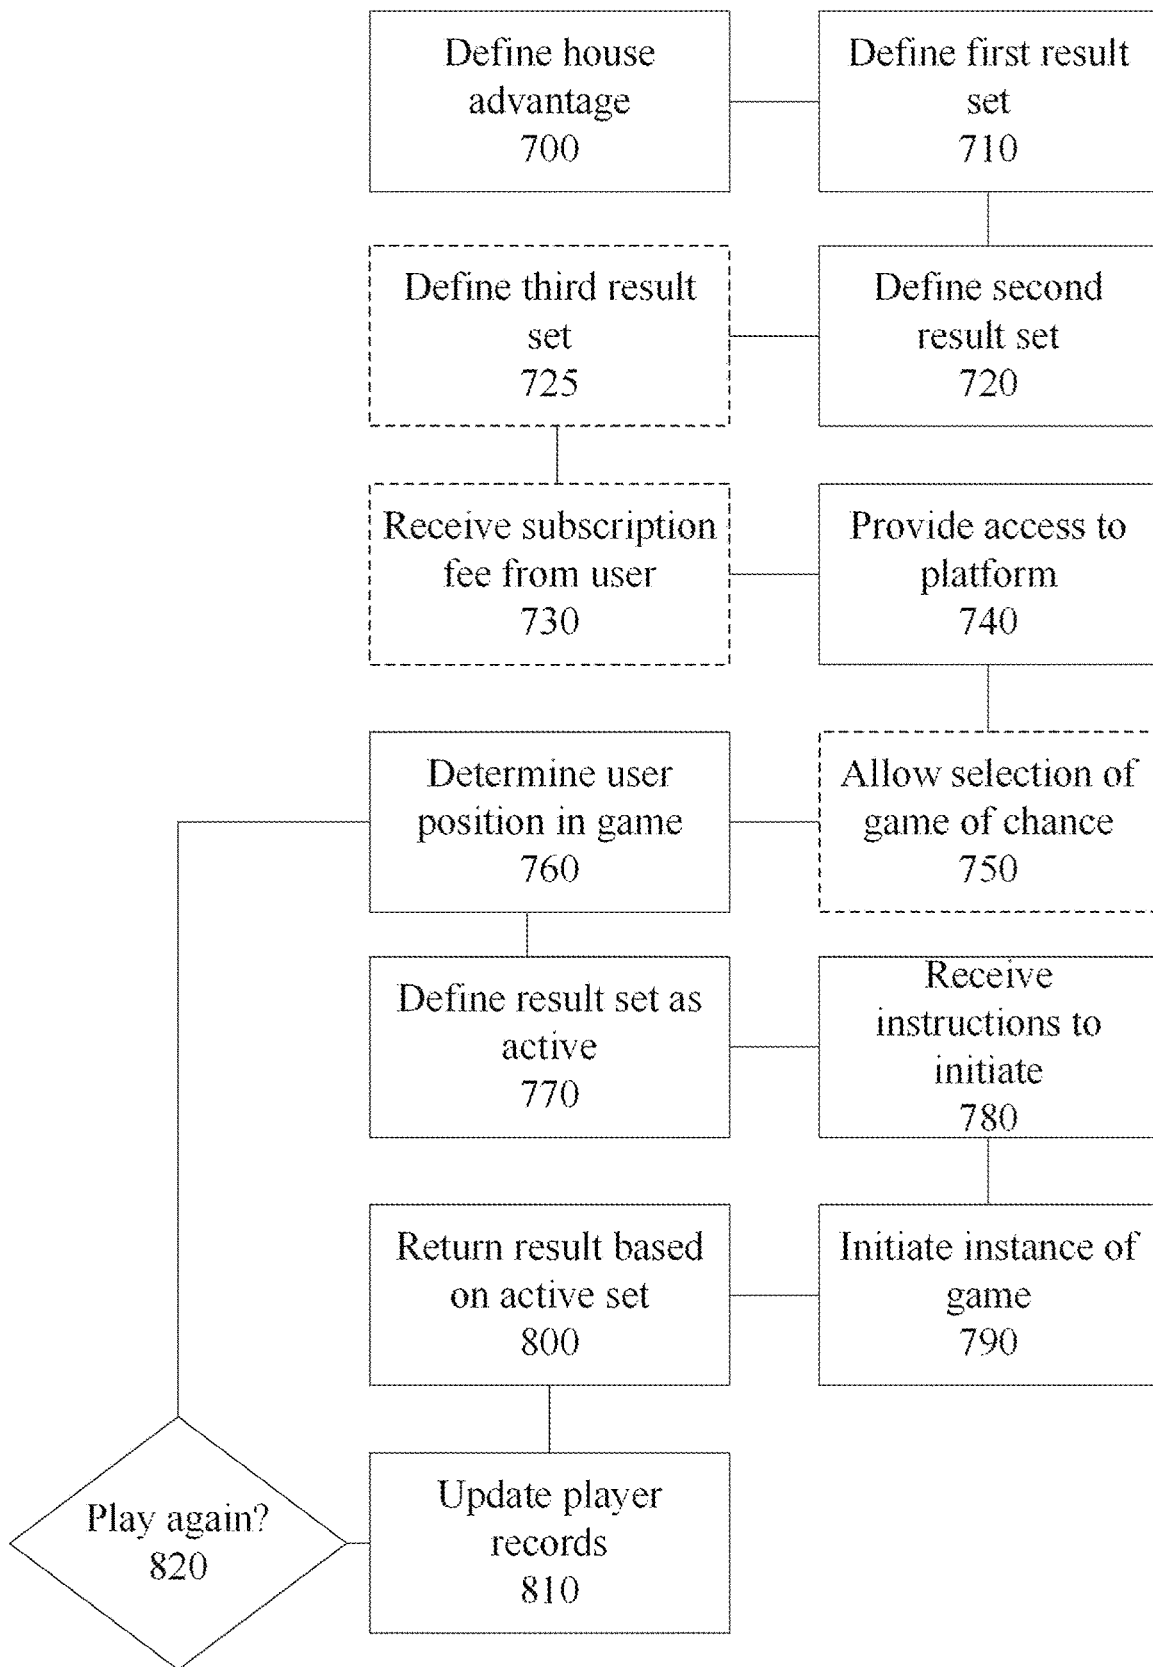 Define house
advantage
700
Define first result
set
710
Define third result
set
725
Define second
result set
720
Receive subscription
fee from user
730
Provide access to
platform
740
Determine user
position in game
760
Allow selection of
game of chance
750
Define result set as
active
770
Receive
instructions to
initiate
780
Return result based
on active set
800
Initiate instance of
game
790
Play again?
820
Update player
records
810